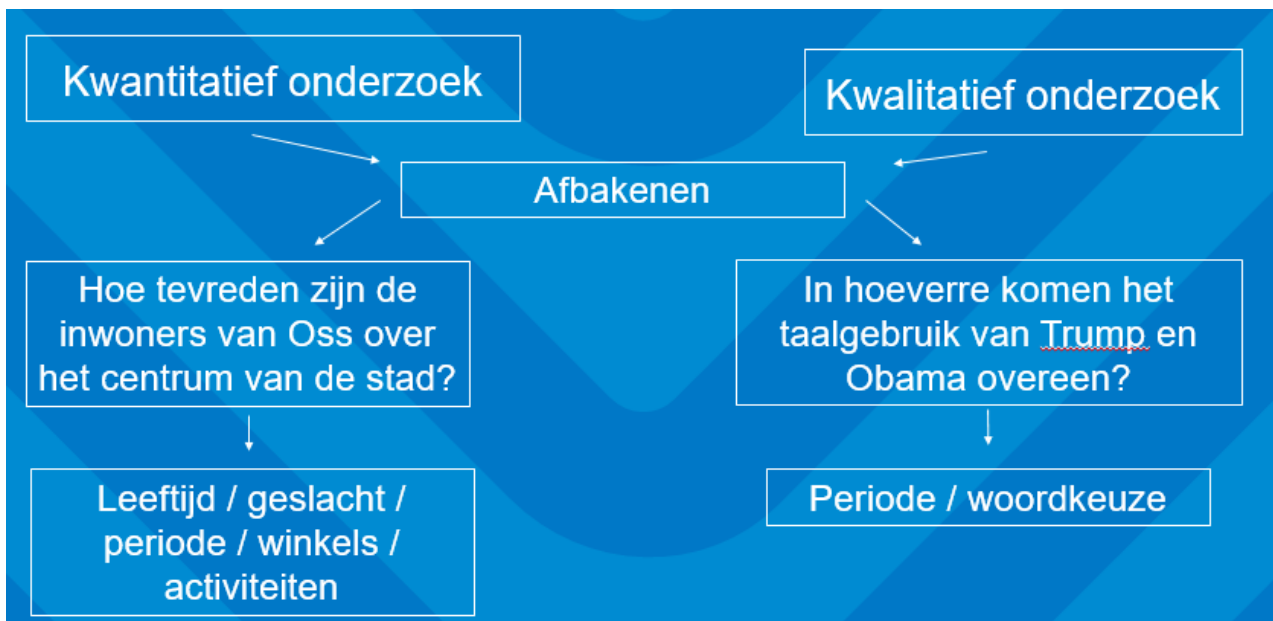 Kwantitatief onderzoek
Kwalitatief onderzoek
Afbakenen
Hoe tevreden zijn de
inwoners van Oss over
het centrum van de stad?
In hoeverre komen het
taalgebruik van Trump en
Obama overeen?
Leeftijd / geslacht /
periode / winkels /
activiteiten
Periode / woordkeuze